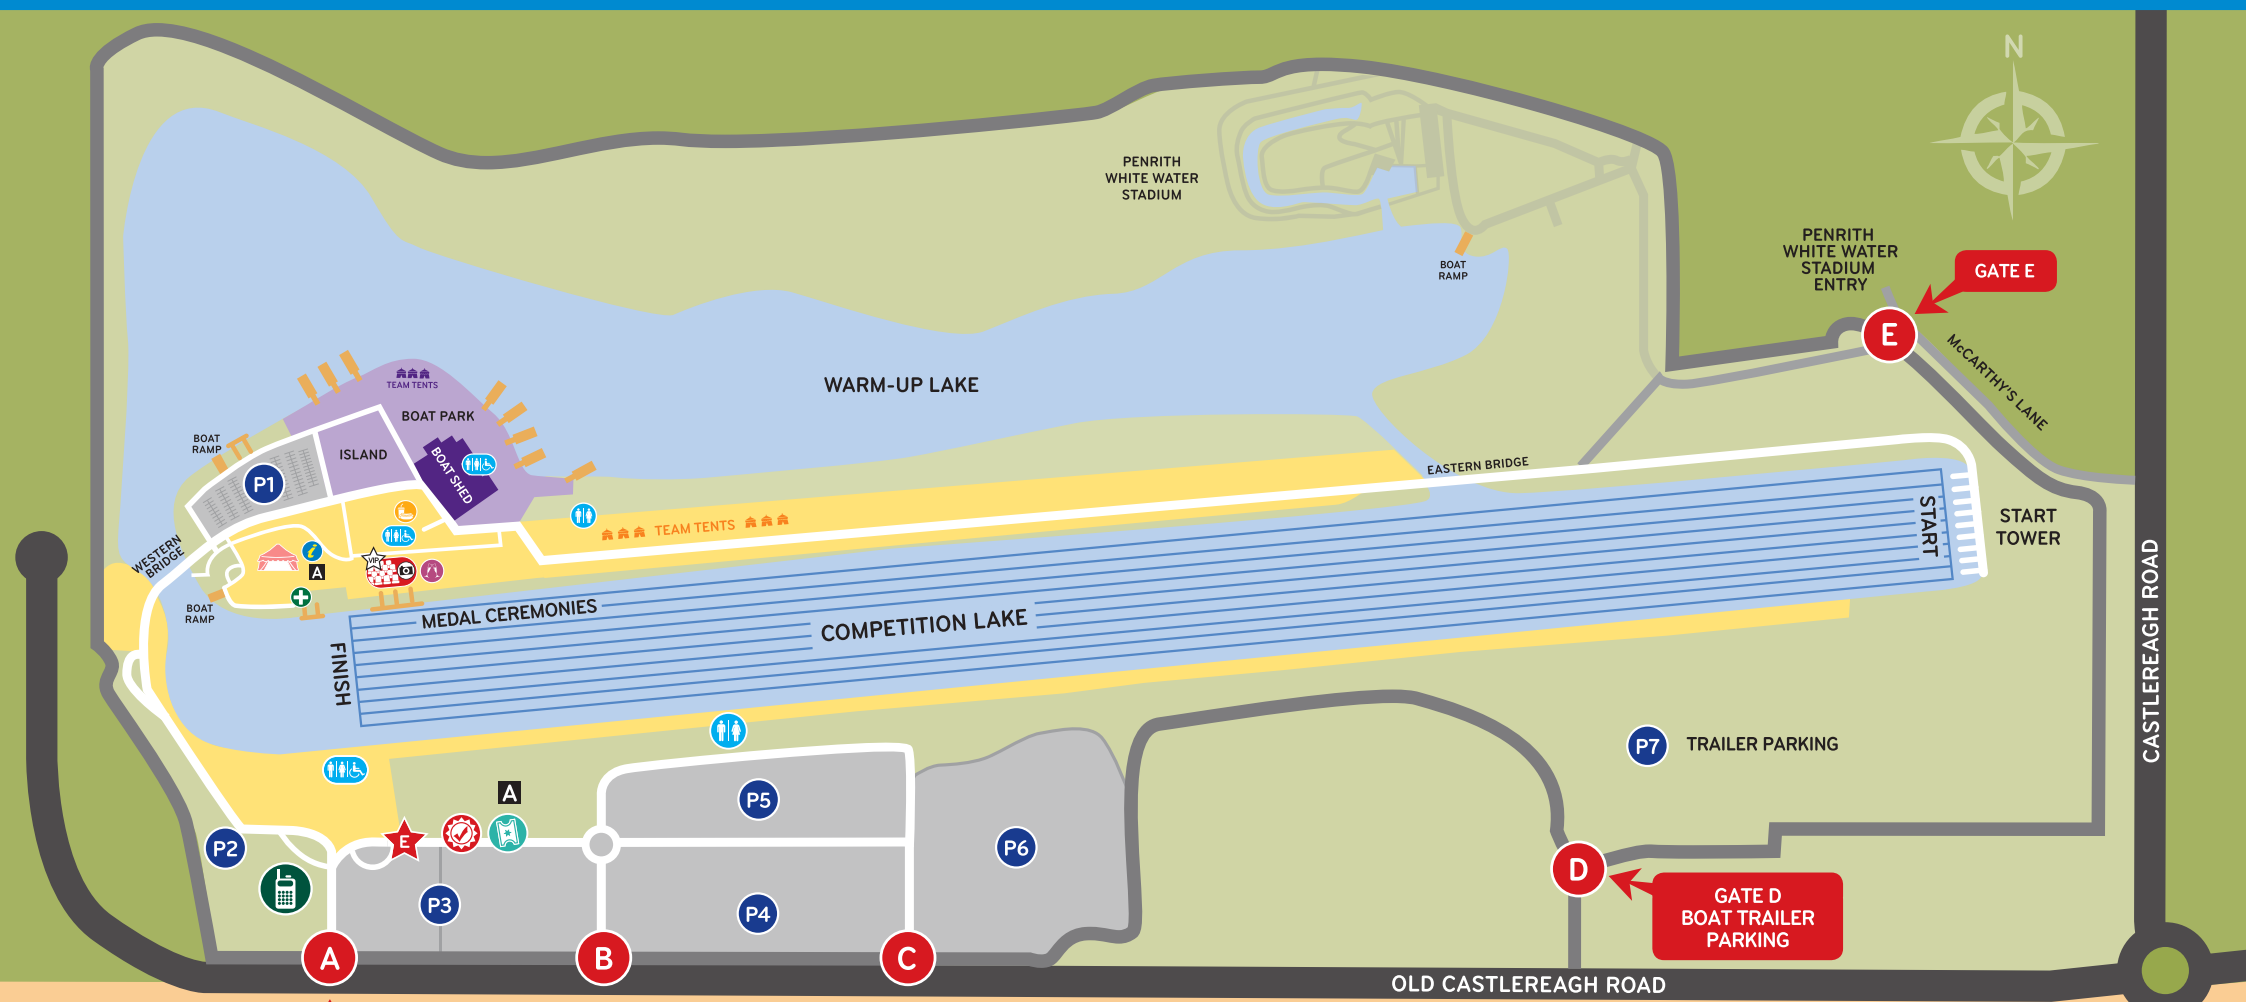 N
PENRITH
WHITE WATER
STADIUM
PENRITH
WHITE WATER
STADIUM
ENTRY
GATE E
E
McCARTHY'S LANE
BOAT
RAMP
WARM-UP LAKE
TEAM TENTS
BOAT PARK
BOAT
RAMP
ISLAND
BOAT SHED
P1
EASTERN BRIDGE
TEAM TENTS
WESTERN
BRIDGE
i
A
VIP
BOAT
RAMP
START
START
TOWER
MEDAL CEREMONIES
COMPETITION LAKE
FINISH
CASTLEREAGH ROAD
P7
TRAILER PARKING
A
P5
E
P2
P6
P3
P4
D
GATE D
BOAT TRAILER
PARKING
A
B
C
OLD CASTLEREAGH ROAD